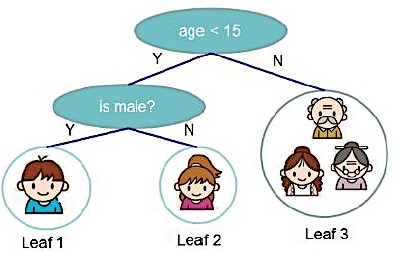 age < 15
Y
N
is male?
Y
N
Leaf 1
Leaf 2
Leaf 3